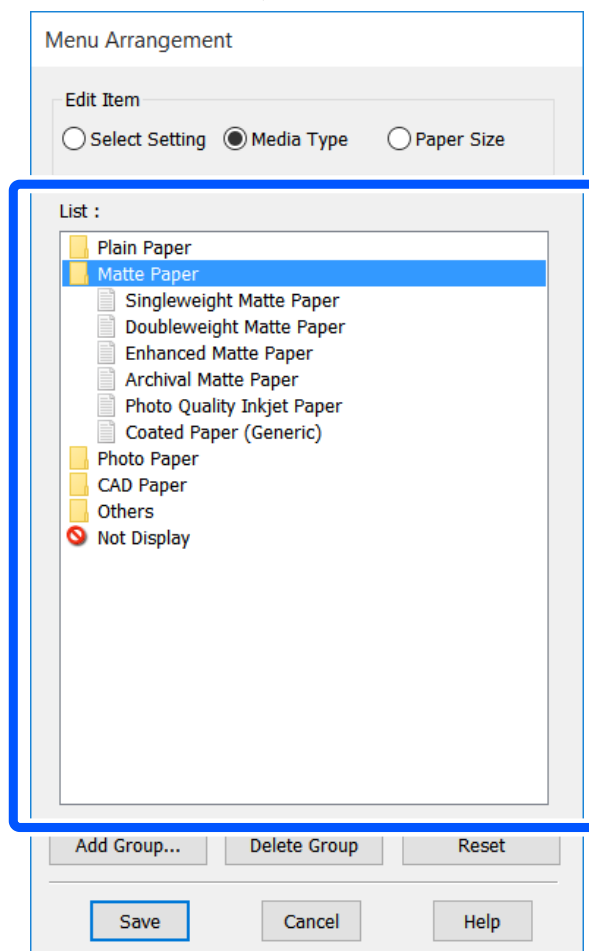 Menu Arrangement
Edit Item
Select Setting Media Type Paper Size
List :
Plain Paper
Matte Paper
Singleweight Matte Paper
Doubleweight Matte Paper
Enhanced Matte Paper
Archival Matte Paper
Photo Quality Inkjet Paper
Coated Paper (Generic)
Photo Paper
CAD Paper
Others
Not Display
Add Group... Delete Group Reset
Save Cancel Help